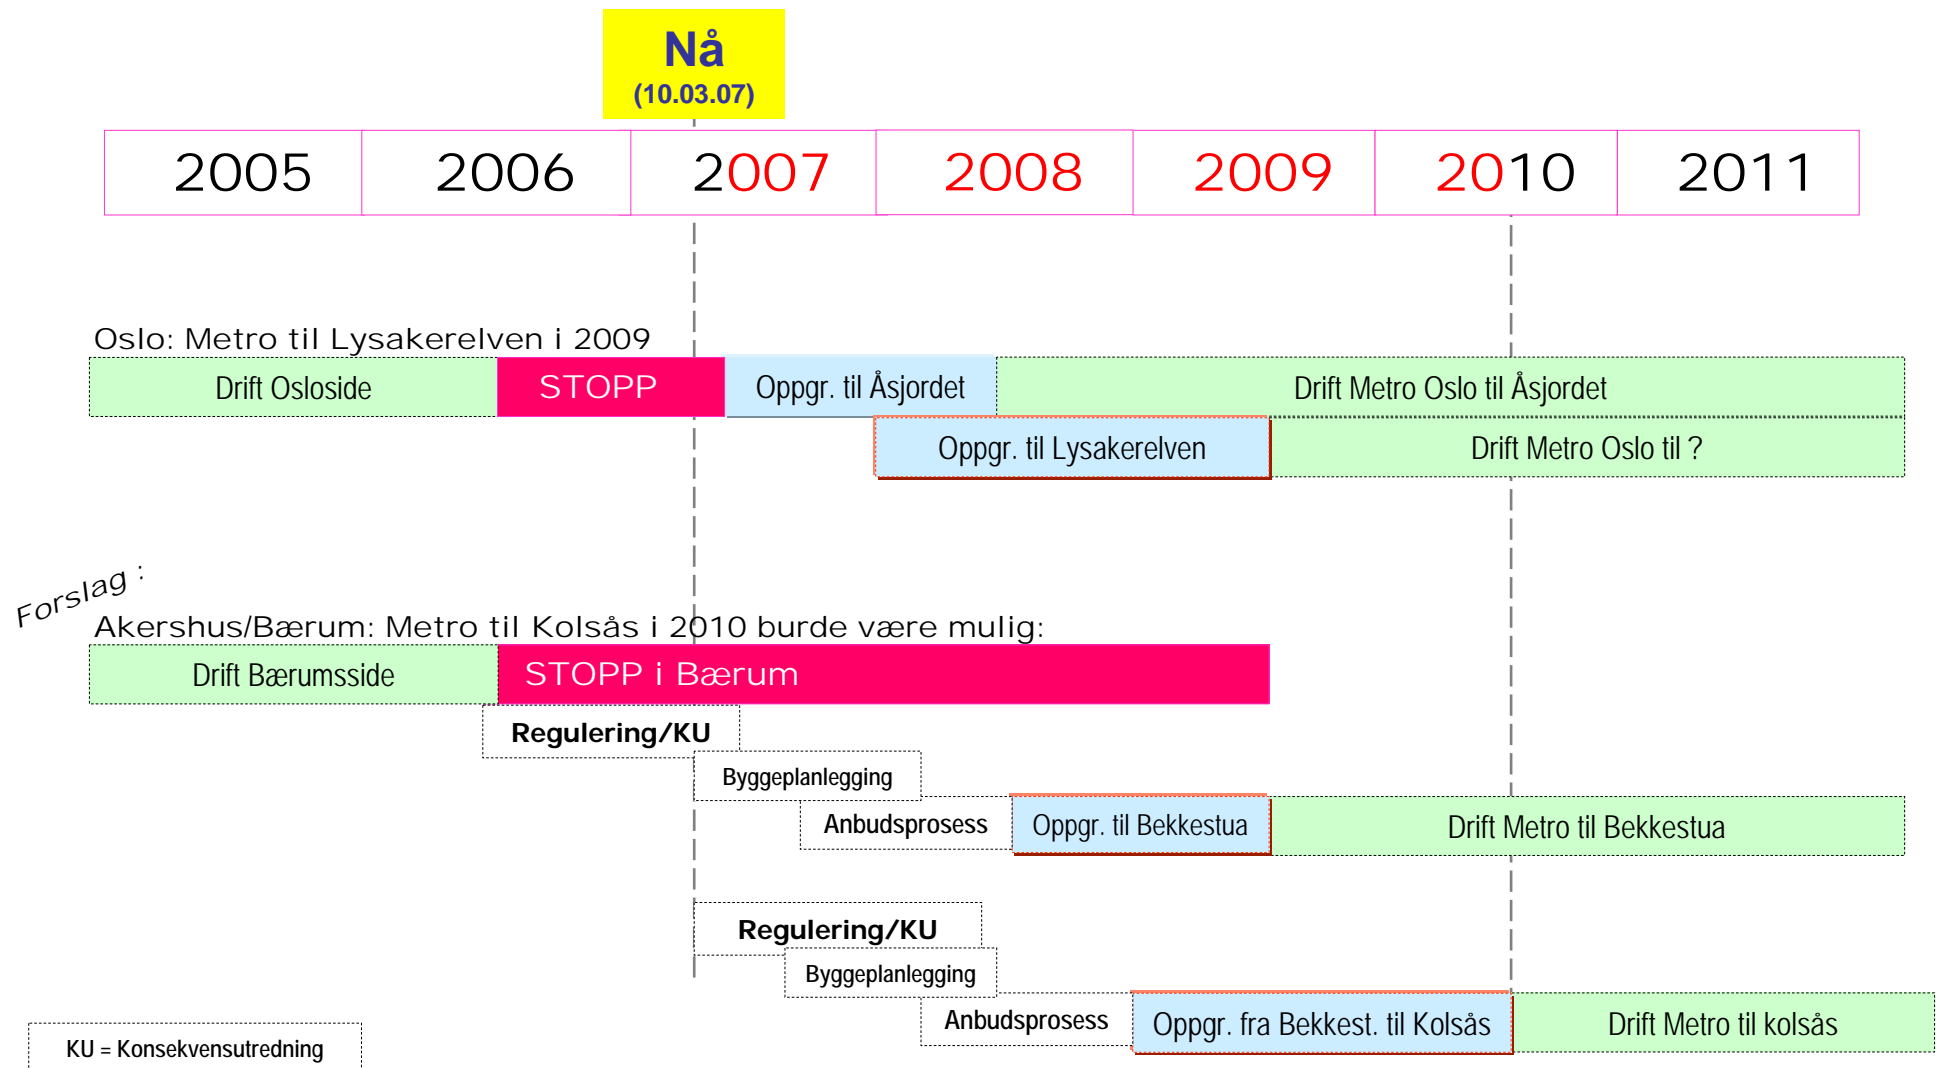 Nå
(10.03.07)
2005 2006 2007 2008 2009 2010 2011
Oslo: Metro til Lysakerelven i 2009
Drift Osloside STOPP Oppgr. til Åsjordet Drift Metro Oslo til Åsjordet
Oppgr. til Lysakerelven Drift Metro Oslo til ?
Forslag :
Akershus/Bærum: Metro til Kolsås i 2010 burde være mulig:
Drift Bærumsside STOPP i Bærum
Regulering/KU
Byggeplanlegging
Anbudsprosess Oppgr. til Bekkestua Drift Metro til Bekkestua
Regulering/KU
Byggeplanlegging
Anbudsprosess Oppgr. fra Bekkest. til Kolsås Drift Metro til kolsås
KU = Konsekvensutredning